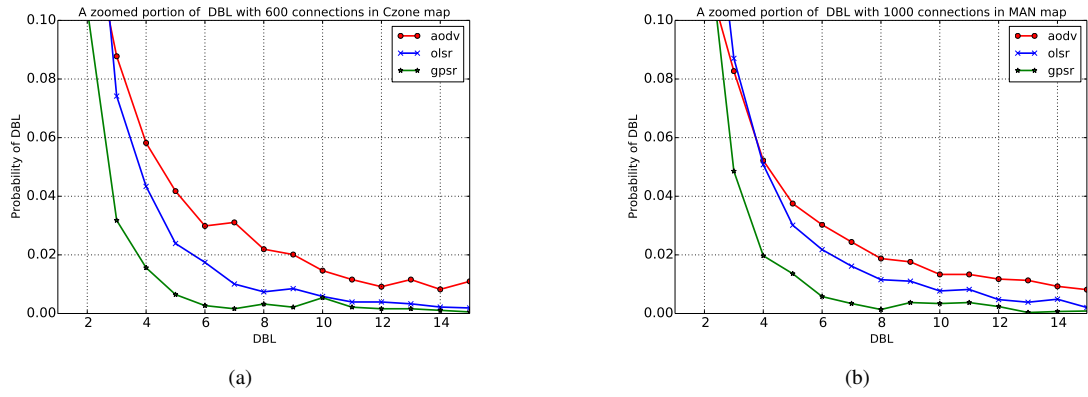 A zoomed portion of  DBL with 600 connections in Czone map
0.10
0.08
0.06
0.04
0.02
0.00
Probability of DBL
aodv
olsr
gpsr
2 4 6 8 10 12 14
DBL
(a)
A zoomed portion of  DBL with 1000 connections in MAN map
0.10
0.08
0.06
0.04
0.02
0.00
Probability of DBL
aodv
olsr
gpsr
2 4 6 8 10 12 14
DBL
(b)